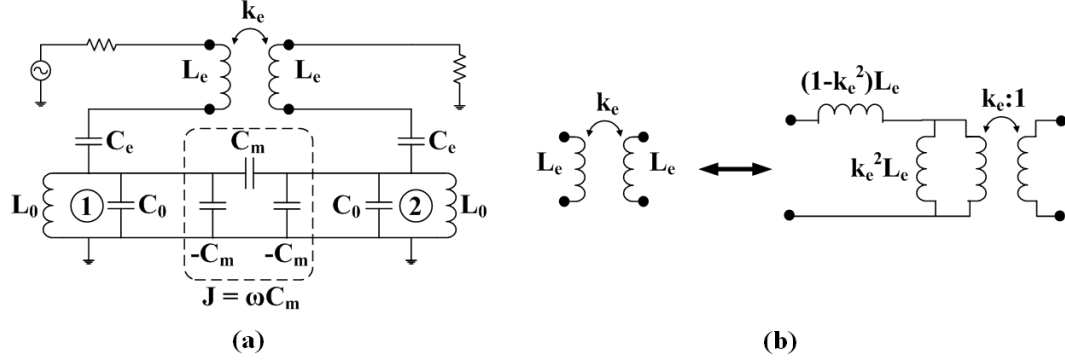 kₑ
Lₑ Lₑ
Cₑ Cₑ
Cₘ
L₀ 1 C₀ C₀ 2 L₀
-Cₘ -Cₘ
J = ωCₘ
(a)
kₑ
Lₑ Lₑ
(1-kₑ²)Lₑ
kₑ:1
kₑ²Lₑ
(b)